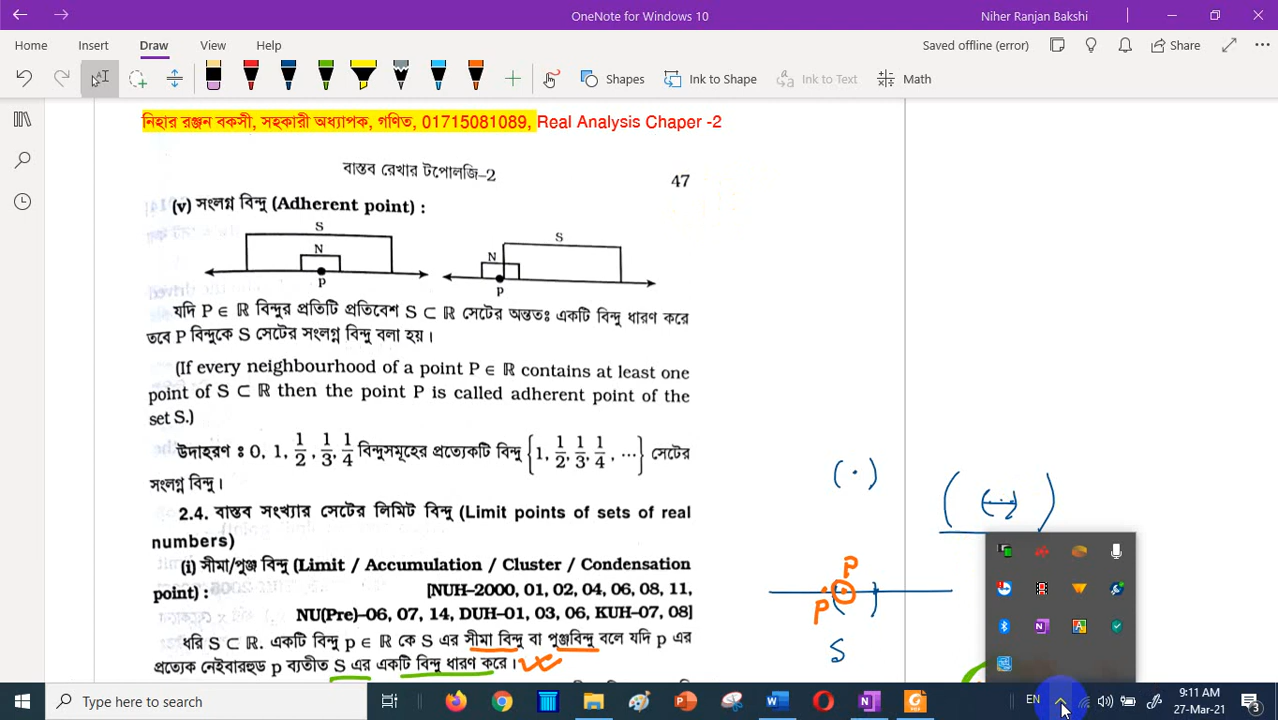 OneNote for Windows 10
Niher Ranjan Bakshi
Home Insert Draw View Help
Saved offline (error)
Share
Shapes
Ink to Shape
Ink to Text
Math
নিহার রঞ্জন বকসী, সহকারী অধ্যাপক, গণিত, 01715081089, Real Analysis Chaper -2
বাস্তব রেখার টপোলজি–2
47
(v) সংলগ্ন বিন্দু (Adherent point) :
S
N
p
S
N
p
যদি P ∈ ℝ বিন্দুর প্রতিটি প্রতিবেশ S ⊂ ℝ সেটের অন্ততঃ একটি বিন্দু ধারণ করে
তবে P বিন্দুকে S সেটের সংলগ্ন বিন্দু বলা হয়।
(If every neighbourhood of a point P ∈ ℝ contains at least one
point of S ⊂ ℝ then the point P is called adherent point of the
set S.)
উদাহরণ ঃ 0, 1, 1/2, 1/3, 1/4 বিন্দুসমূহের প্রত্যেকটি বিন্দু {1, 1/2, 1/3, 1/4, ...} সেটের
সংলগ্ন বিন্দু।
2.4. বাস্তব সংখ্যার সেটের লিমিট বিন্দু (Limit points of sets of real
numbers)
(i) সীমা/পুঞ্জ বিন্দু (Limit / Accumulation / Cluster / Condensation
point) :
[NUH–2000, 01, 02, 04, 06, 08, 11,
NU(Pre)–06, 07, 14, DUH–01, 03, 06, KUH–07, 08]
ধরি S ⊂ ℝ. একটি বিন্দু p ∈ ℝ কে S এর সীমা বিন্দু বা পুঞ্জবিন্দু বলে যদি p এর
প্রত্যেক নেইবারহুড p ব্যতীত S এর একটি বিন্দু ধারণ করে।
P
P
S
Type here to search
EN
9:11 AM
27-Mar-21
3